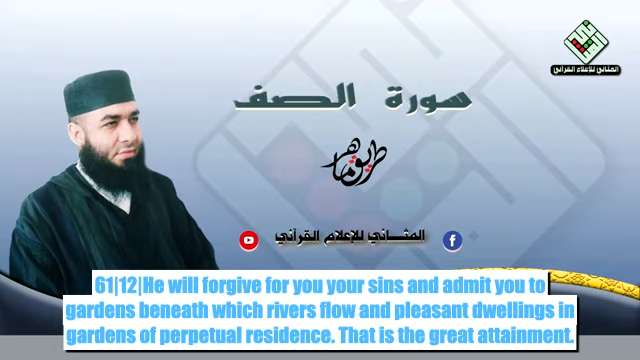 المثاني للإعلام القرآني
سورة الصف
طريق ماهر
المثاني للإعلام القرآني
61|12|He will forgive for you your sins and admit you to
gardens beneath which rivers flow and pleasant dwellings in
gardens of perpetual residence. That is the great attainment.